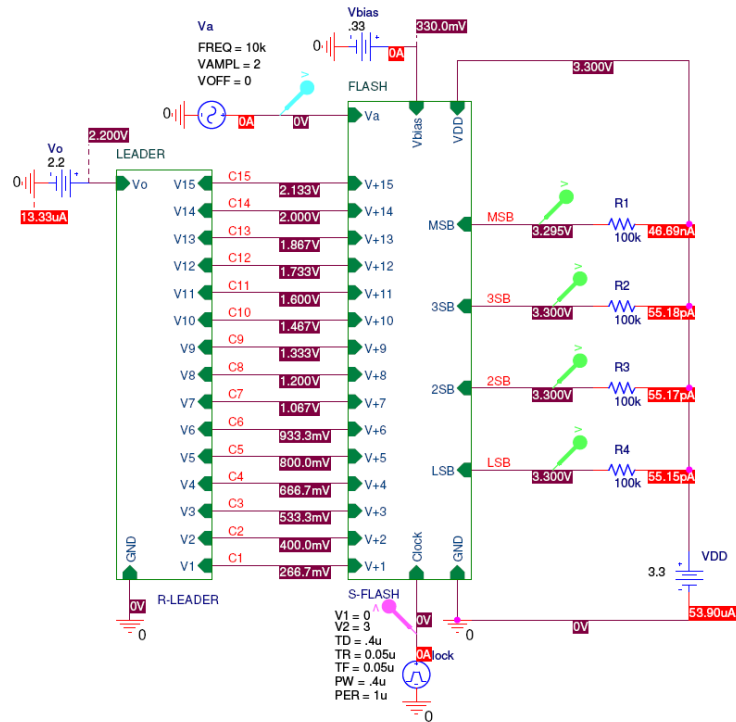 Vbias
.33
330.0mV
0
0A
Va
FREQ = 10k
VAMPL = 2
VOFF = 0
V
FLASH
3.300V
0
0A
0V
Va
Vbias
VDD
2.200V
Vo
2.2
LEADER
0
Vo
13.33uA
V15
C15
2.133V
V+15
V14
C14
2.000V
V+14
V13
C13
1.867V
V+13
V12
C12
1.733V
V+12
V11
C11
1.600V
V+11
V10
C10
1.467V
V+10
V9
C9
1.333V
V+9
V8
C8
1.200V
V+8
V7
C7
1.067V
V+7
V6
C6
933.3mV
V+6
V5
C5
800.0mV
V+5
V4
C4
666.7mV
V+4
V3
C3
533.3mV
V+3
V2
C2
400.0mV
V+2
V1
C1
266.7mV
V+1
MSB
MSB
V
3.295V
R1
100k
46.69nA
3SB
3SB
V
3.300V
R2
100k
55.18pA
2SB
2SB
V
3.300V
R3
100k
55.17pA
LSB
LSB
V
3.300V
R4
100k
55.15pA
GND
Clock
GND
VDD
3.3
53.90uA
0V
R-LEADER
0
S-FLASH
V
0V
0V
0
V1 = 0
V2 = 3
TD = .4u
TR = 0.05u
TF = 0.05u
PW = .4u
PER = 1u
0A
lock
0